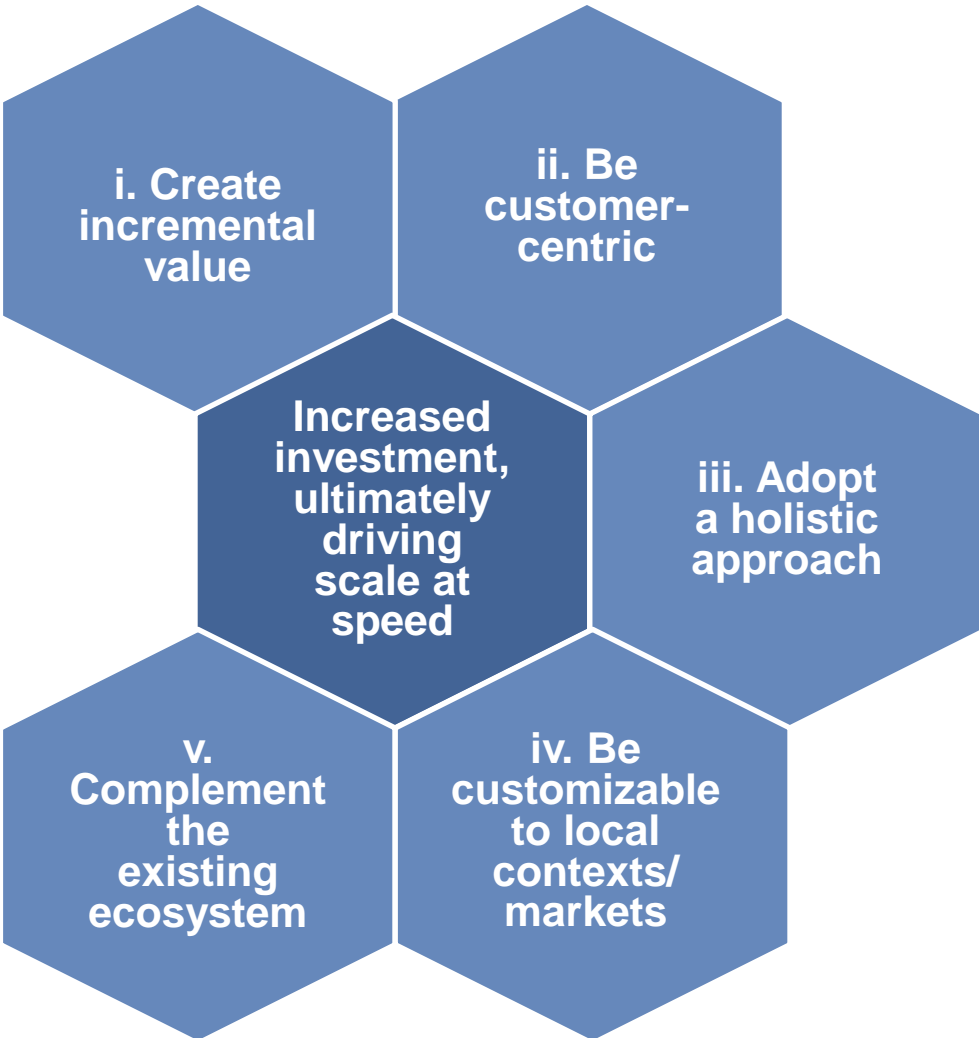 i. Create
incremental
value
ii. Be
customer-
centric
Increased
investment,
ultimately
driving
scale at
speed
iii. Adopt
a holistic
approach
v.
Complement
the
existing
ecosystem
iv. Be
customizable
to local
contexts/
markets